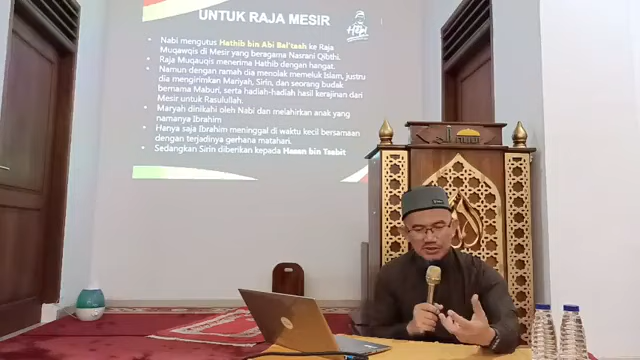 UNTUK RAJA MESIR
Nabi mengutus Hathib bin Abi Bal'tash ke Raja
Muqawqis di Mesir yang beragama Nasrani Qibthi.
Raja Muqauqis menerima Hathib dengan hangat.
Namun dengan ramah dia menolak memeluk Islam, justru
dia mengirimkan Mariyah, Sirin, dan seorang budak
bernama Maburi, serta hadiah-hadiah hasil kerajinan dari
Mesir untuk Rasulullah.
Maryah dinikahi oleh Nabi dan melahirkan anak yang
namanya Ibrahim
Hanya saja Ibrahim meninggal di waktu kecil bersamaan
dengan terjadinya gerhana matahari.
Sedangkan Sirin diberikan kepada Hasan bin Tsabit